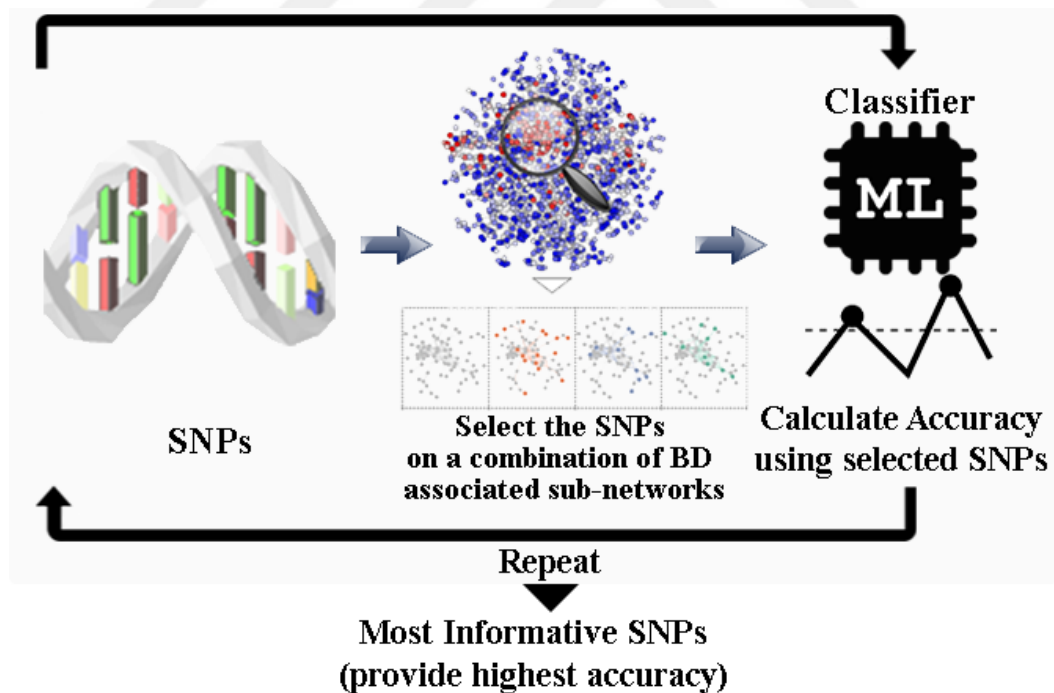 Classifier
ML
SNPs
Select the SNPs
on a combination of BD
associated sub-networks
Calculate Accuracy
using selected SNPs
Repeat
Most Informative SNPs
(provide highest accuracy)